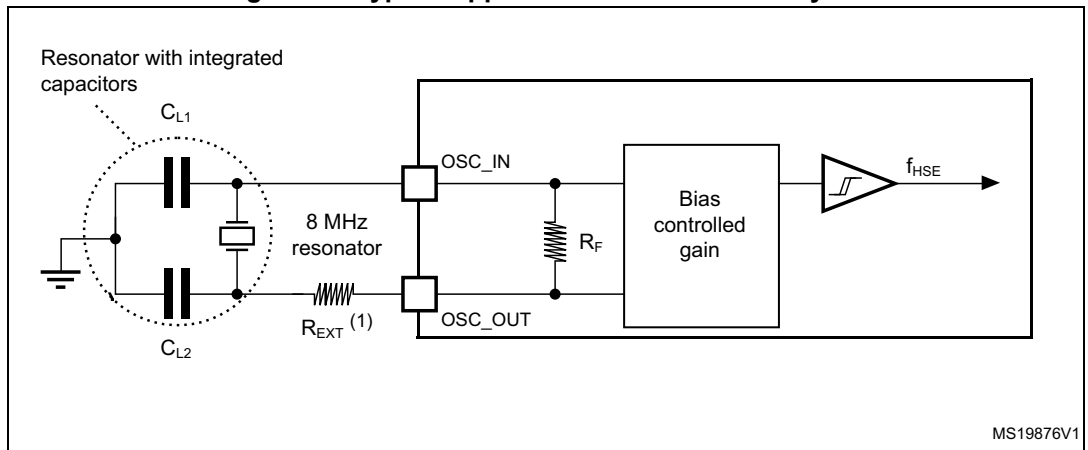 Resonator with integrated
capacitors
CL1
OSC_IN
fHSE
8 MHz
resonator
RF
Bias
controlled
gain
REXT (1)
OSC_OUT
CL2
MS19876V1